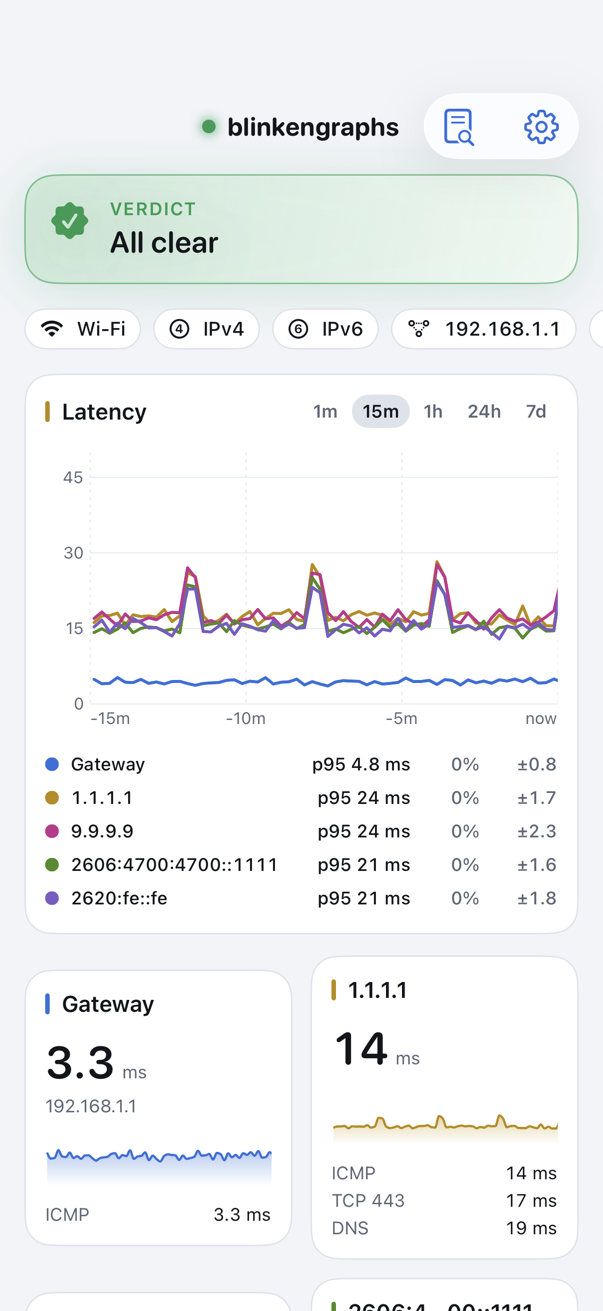 blinkengraphs
VERDICT
All clear
Wi-Fi 4 IPv4 6 IPv6 192.168.1.1
Latency 1m 15m 1h 24h 7d
45
30
15
0
-15m -10m -5m now
Gateway p95 4.8 ms 0% ±0.8
1.1.1.1 p95 24 ms 0% ±1.7
9.9.9.9 p95 24 ms 0% ±2.3
2606:4700:4700::1111 p95 21 ms 0% ±1.6
2620:fe::fe p95 21 ms 0% ±1.8
Gateway
3.3 ms
192.168.1.1
ICMP 3.3 ms
1.1.1.1
14 ms
ICMP 14 ms
TCP 443 17 ms
DNS 19 ms
2606:4…00::1111